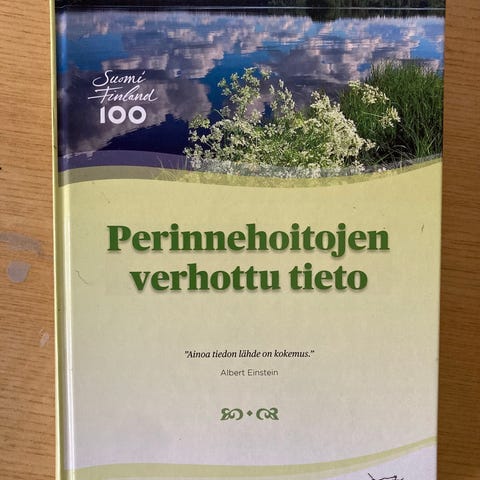 Suomi
Finland
100
Perinnehoitojen
verhottu tieto
"Ainoa tiedon lähde on kokemus."
Albert Einstein